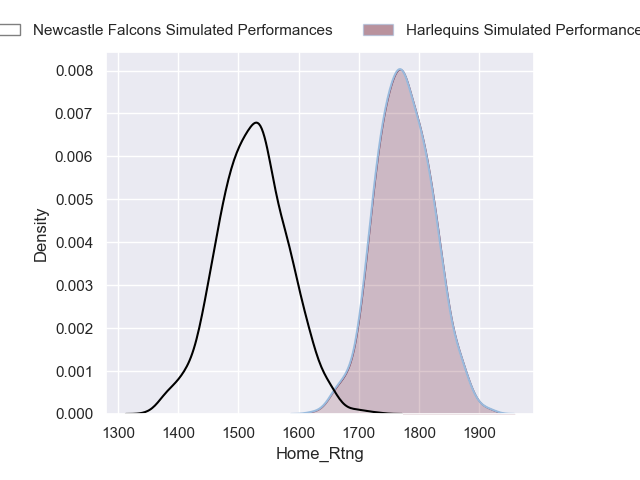 Newcastle Falcons Simulated Performances
Harlequins Simulated Performance
0.008
0.007
0.006
0.005
0.004
0.003
0.002
0.001
0.000
Density
1300 1400 1500 1600 1700 1800 1900
Home_Rtng